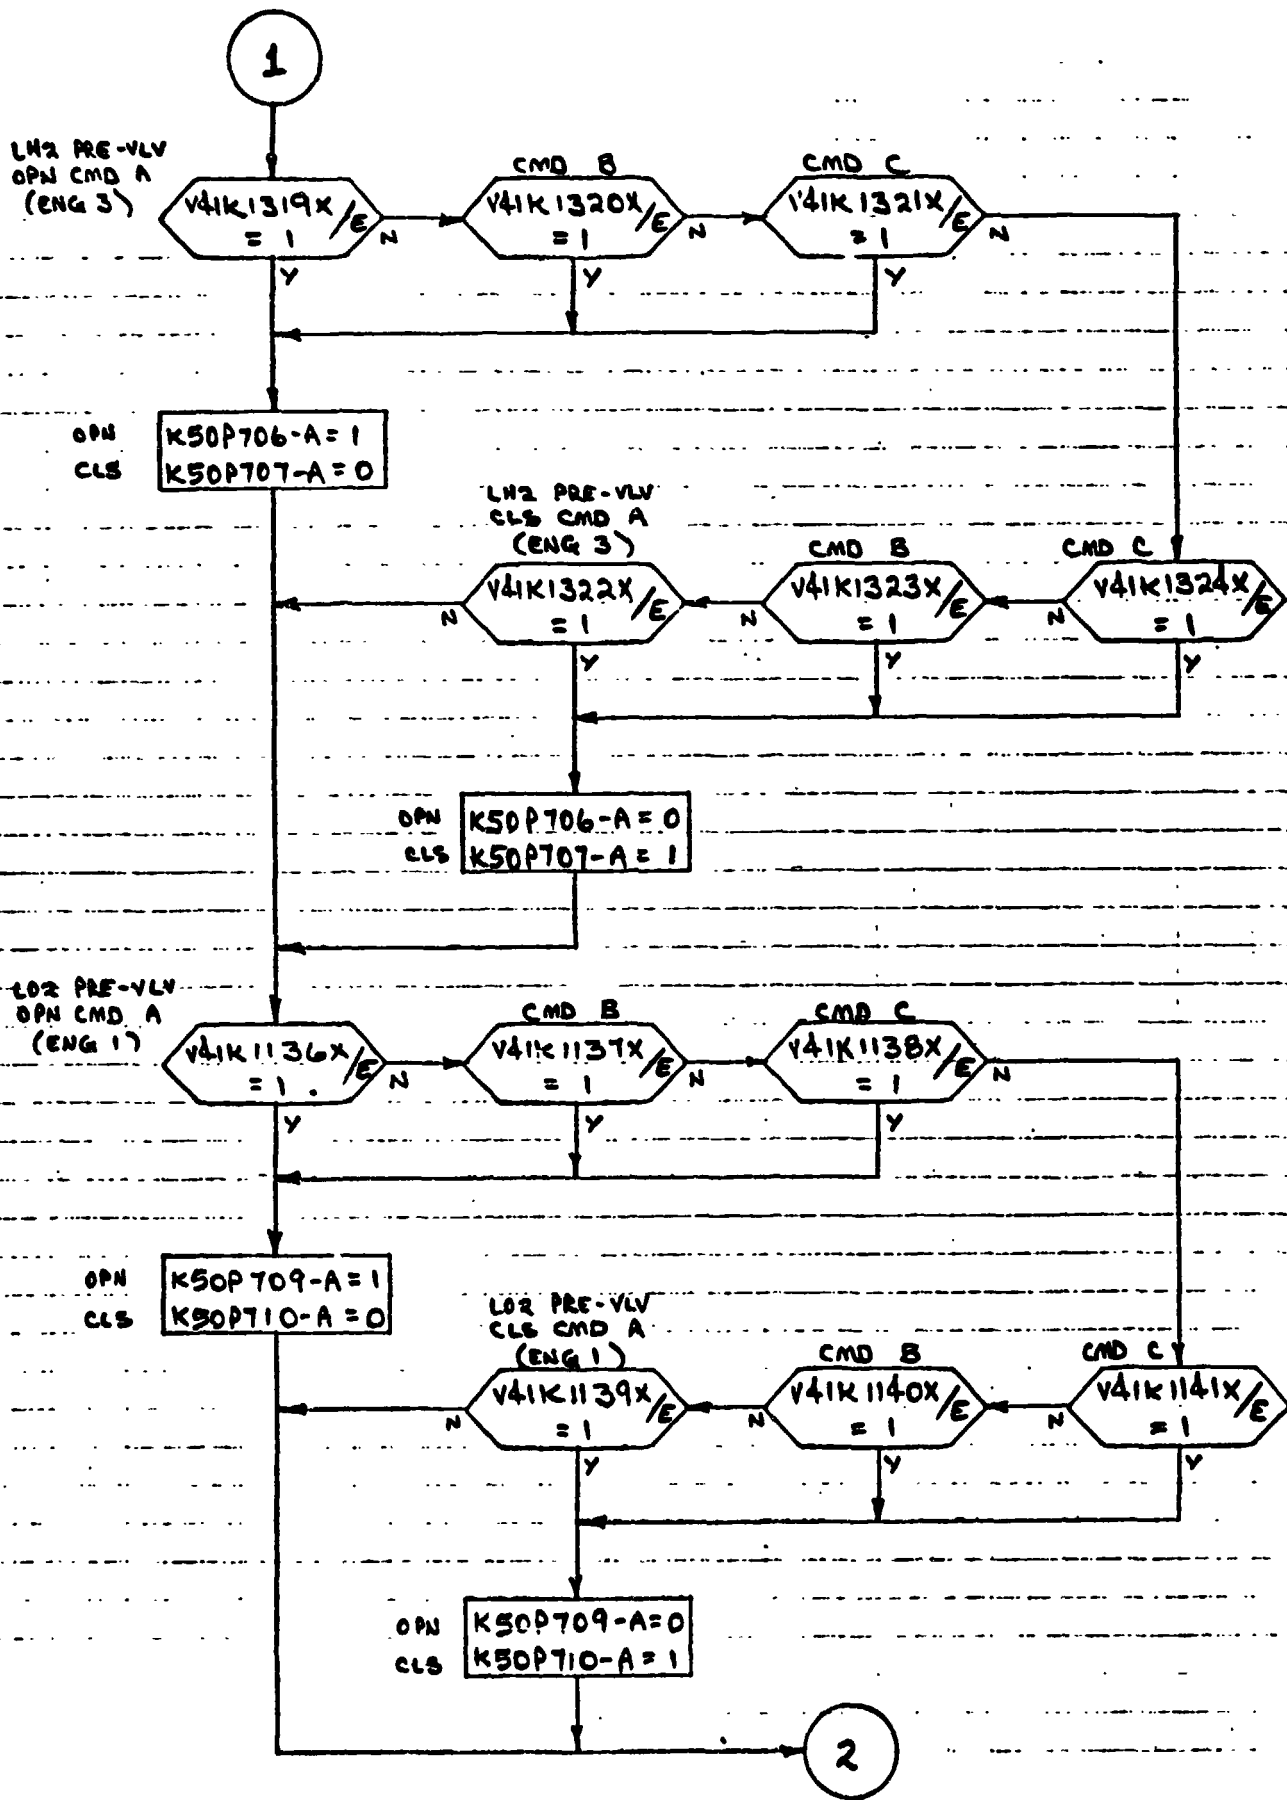 1
LH2 PRE-VLV
OPN CMD A
(ENG 3)
V41K1319X/E
= 1
N
Y
CMD B
V41K1320X/E
= 1
N
Y
CMD C
V41K1321X/E
= 1
N
Y
OPN K50P706-A = 1
CLS K50P707-A = 0
LH2 PRE-VLV
CLS CMD A
(ENG 3)
V41K1322X/E
= 1
N
Y
CMD B
V41K1323X/E
= 1
N
Y
CMD C
V41K1324X/E
= 1
N
Y
OPN K50P706-A = 0
CLS K50P707-A = 1
LO2 PRE-VLV
OPN CMD A
(ENG 1)
V41K1136X/E
= 1
N
Y
CMD B
V41K1137X/E
= 1
N
Y
CMD C
V41K1138X/E
= 1
N
Y
OPN K50P709-A = 1
CLS K50P710-A = 0
LO2 PRE-VLV
CLS CMD A
(ENG 1)
V41K1139X/E
= 1
N
Y
CMD B
V41K1140X/E
= 1
N
Y
CMD C
V41K1141X/E
= 1
N
Y
OPN K50P709-A=0
CLS K50P710-A = 1
2